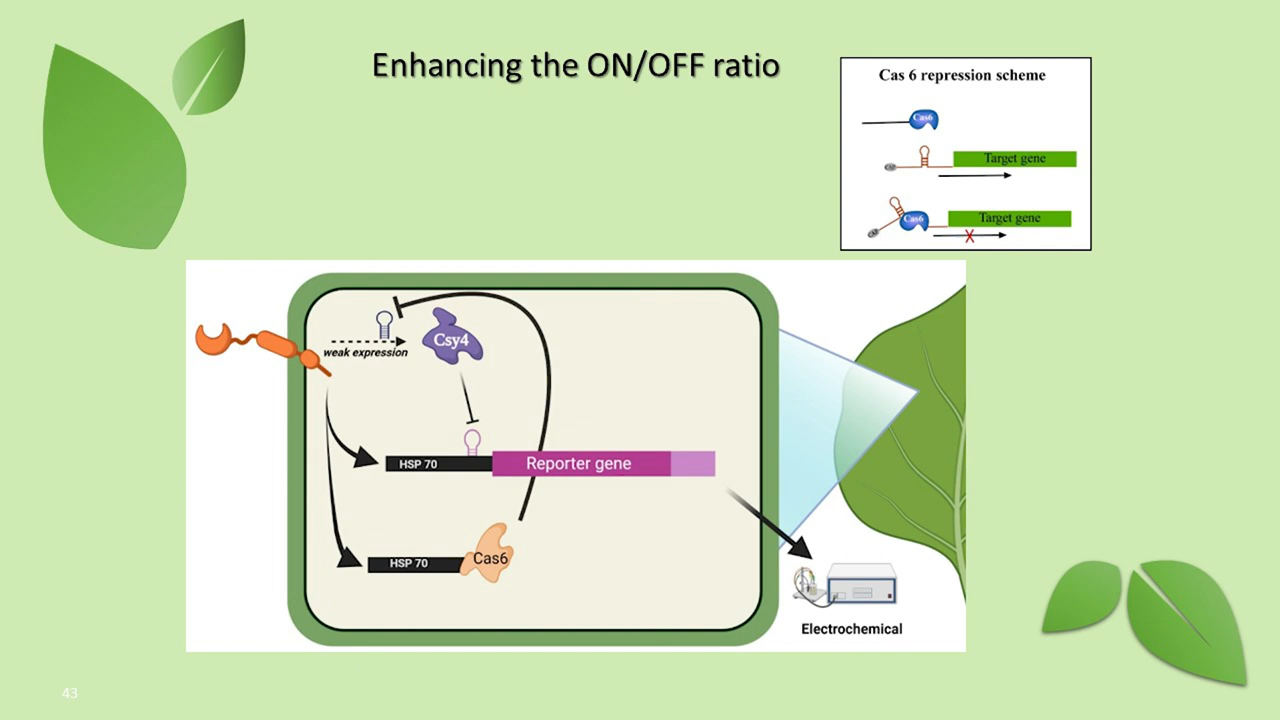 Enhancing the ON/OFF ratio
Cas 6 repression scheme
Cas6
Target gene
Cas6
Target gene
X
Csy4
weak expression
HSP 70
Reporter gene
HSP 70
Cas6
Electrochemical
43